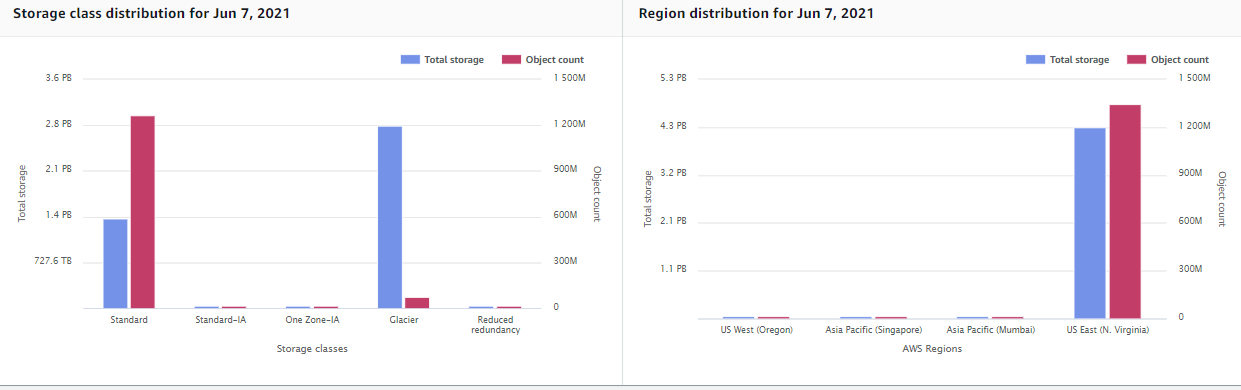 Storage class distribution for Jun 7, 2021
Total storage
Object count
3.6 PB
2.8 PB
2.1 PB
1.4 PB
727.6 TB
Total storage
1 500M
1 200M
900M
600M
300M
0
Object count
Standard
Standard-IA
One Zone-IA
Glacier
Reduced
redundancy
Storage classes
Region distribution for Jun 7, 2021
Total storage
Object count
5.3 PB
4.3 PB
3.2 PB
2.1 PB
1.1 PB
Total storage
1 500M
1 200M
900M
600M
300M
0
Object count
US West (Oregon)
Asia Pacific (Singapore)
Asia Pacific (Mumbai)
US East (N. Virginia)
AWS Regions